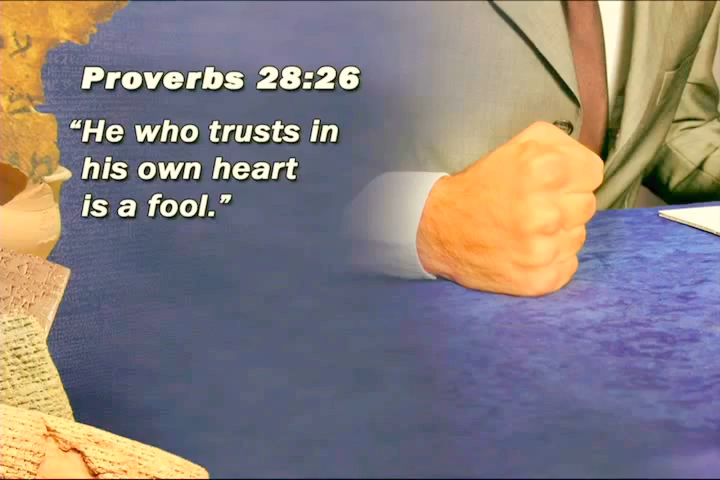 Proverbs 28:26
“He who trusts in
his own heart
is a fool.”